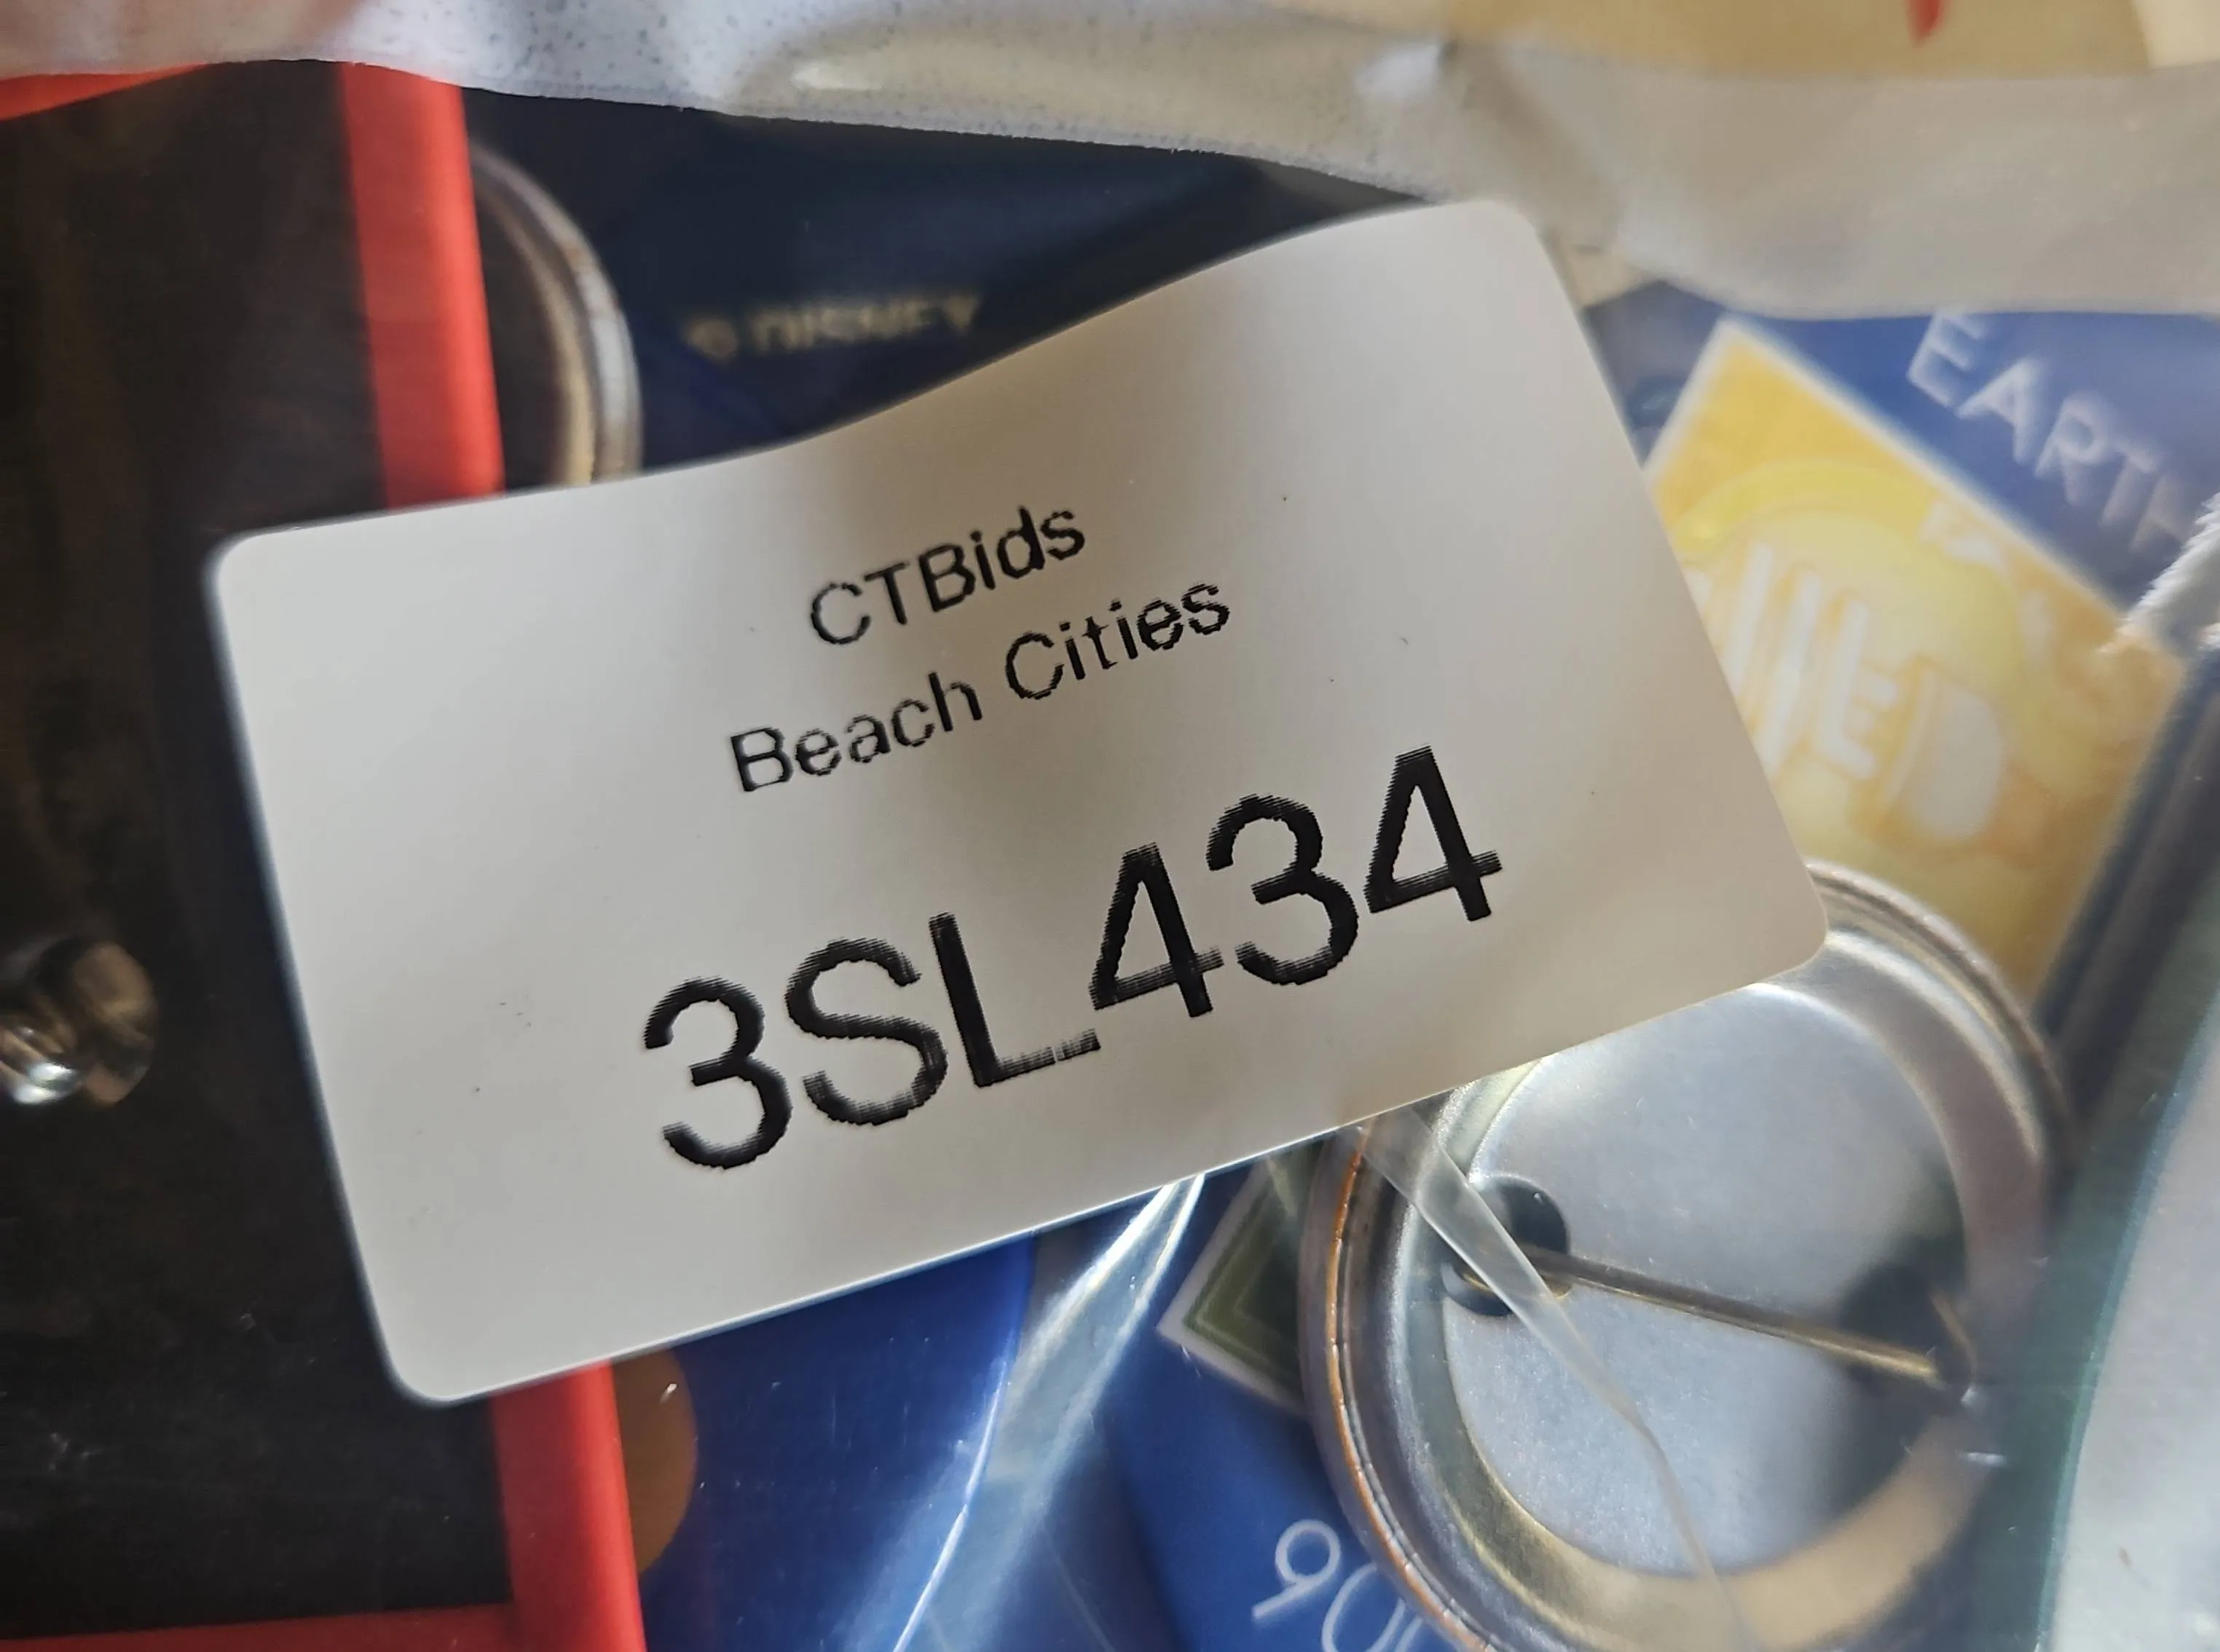 © DISNEY
EARTH
CTBids
Beach Cities
3SL434